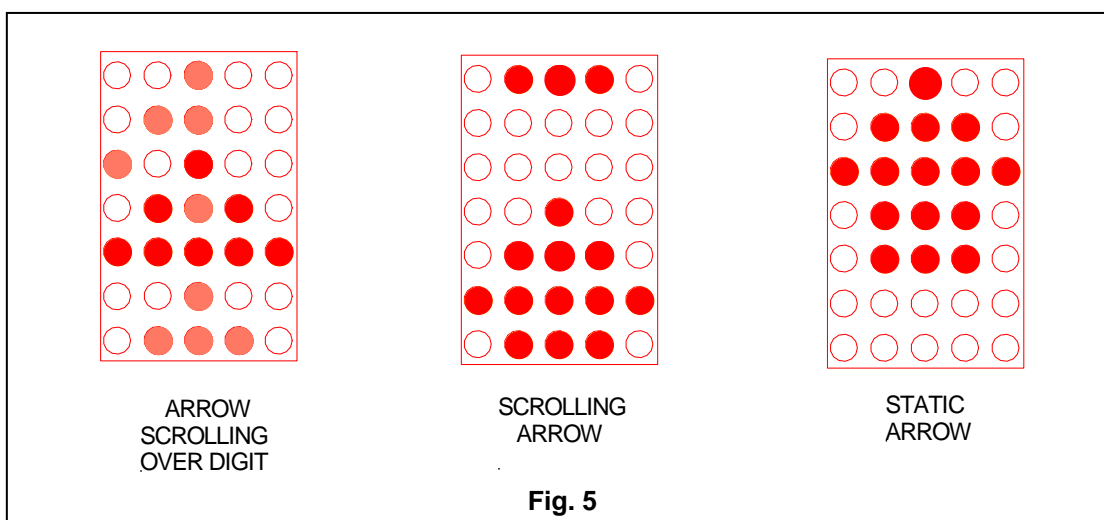 ARROW
SCROLLING
OVER DIGIT
SCROLLING
ARROW
STATIC
ARROW
Fig. 5